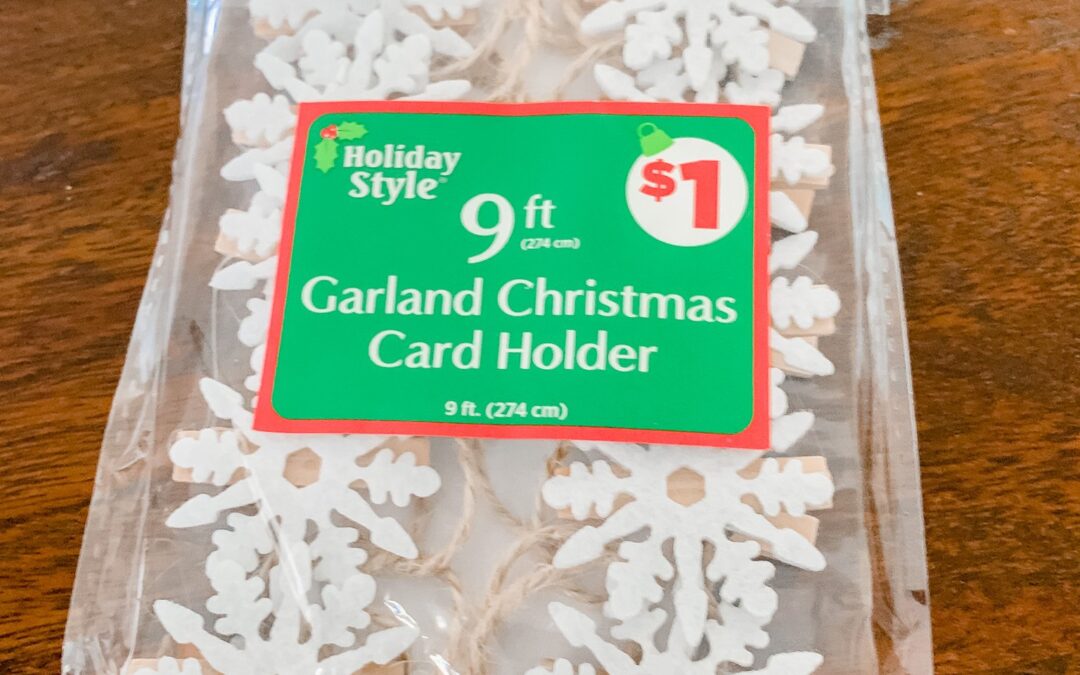 Holiday
Style®
$1
9 ft
(274 cm)
Garland Christmas
Card Holder
9 ft. (274 cm)